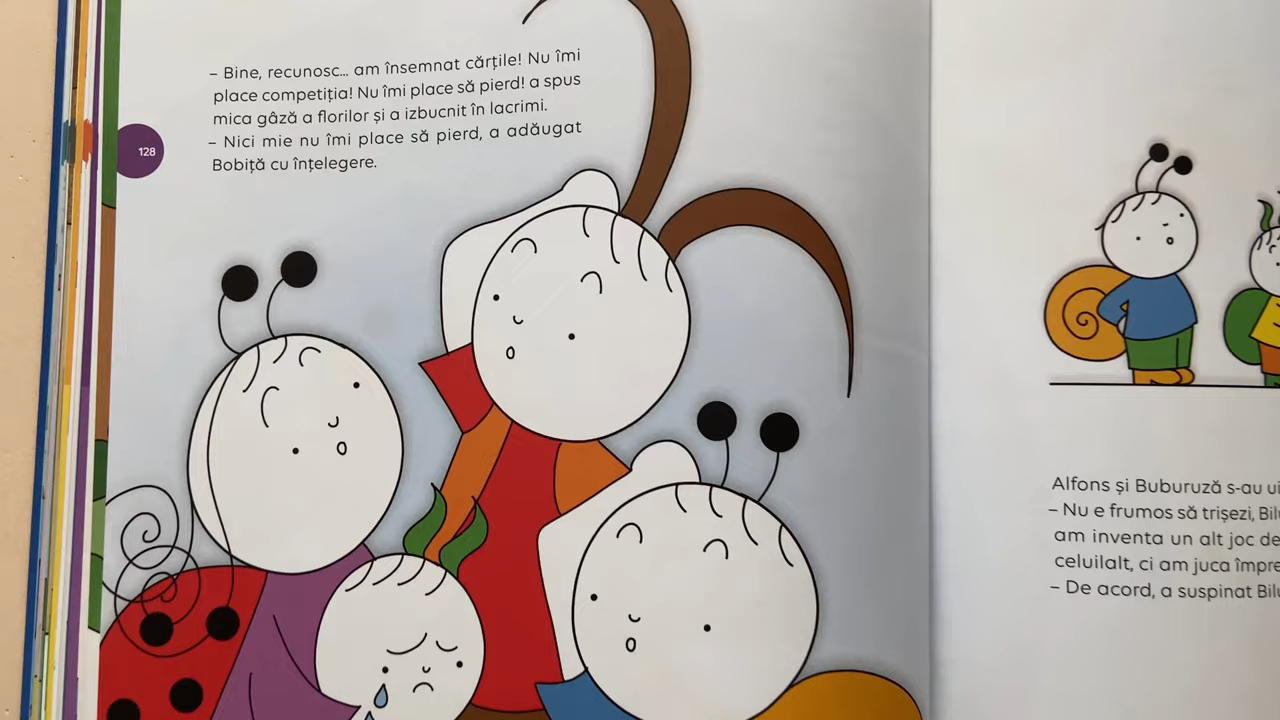 – Bine, recunosc... am însemnat cărțile! Nu îmi
place competiția! Nu îmi place să pierd! a spus
mica gâză a florilor și a izbucnit în lacrimi.
– Nici mie nu îmi place să pierd, a adăugat
Bobiță cu înțelegere.
128
Alfons și Buburuză s-au
– Nu e frumos să trișezi,
am inventa un alt joc
celuilalt, ci am juca
– De acord, a suspinat